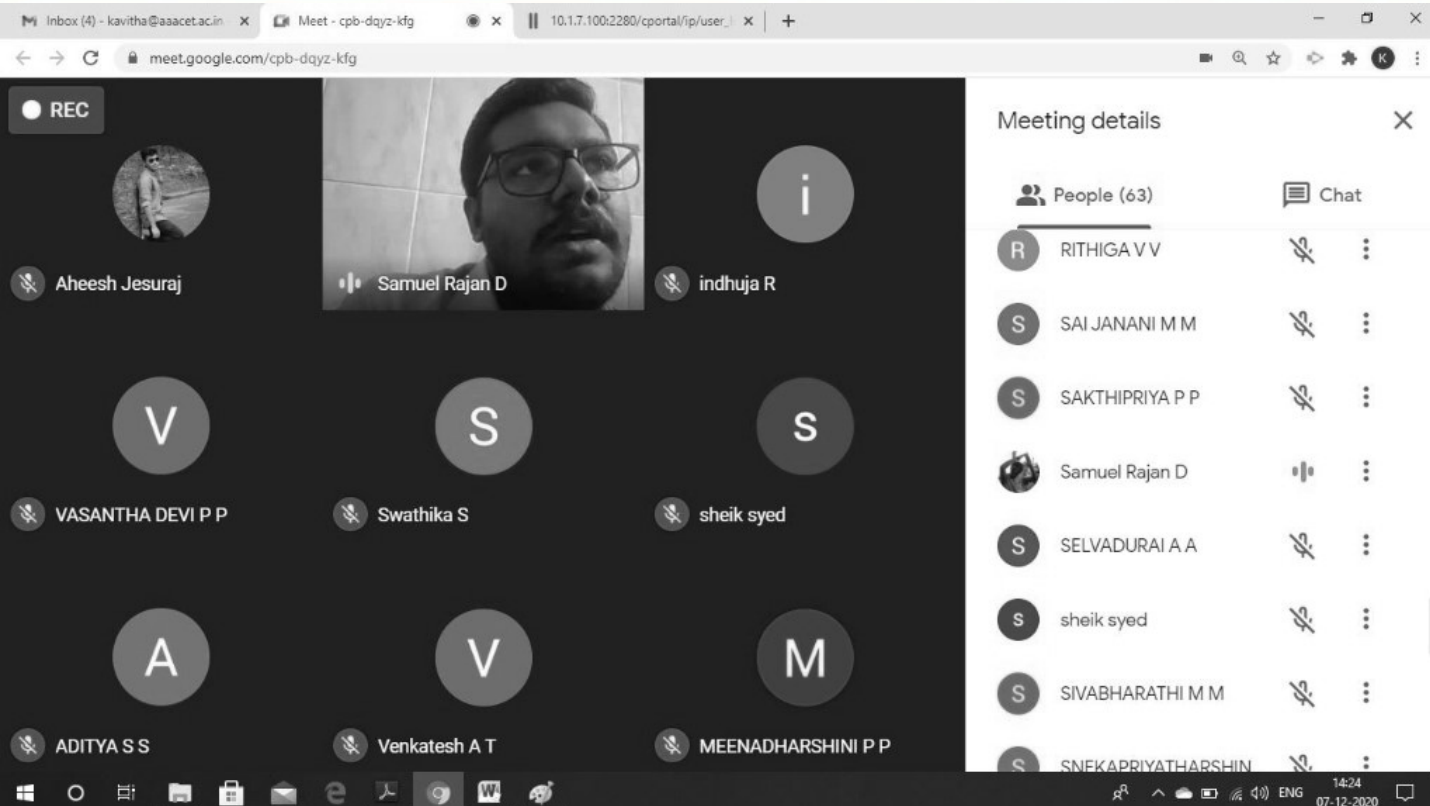 Inbox (4) - kavitha@aaacet.ac.in
Meet - cpb-dqyz-kfg
10.1.7.100:2280/cportal/ip/user_
meet.google.com/cpb-dqyz-kfg
K
REC
Aheesh Jesuraj
Samuel Rajan D
i
indhuja R
V
VASANTHA DEVI P P
S
Swathika S
s
sheik syed
A
ADITYA S S
V
Venkatesh A T
M
MEENADHARSHINI P P
Meeting details
People (63)
Chat
R RITHIGA V V
S SAI JANANI M M
S SAKTHIPRIYA P P
Samuel Rajan D
S SELVADURAI A A
s sheik syed
S SIVABHARATHI M M
S SNEKAPRIYATHARSHIN
ENG
14:24
07-12-2020